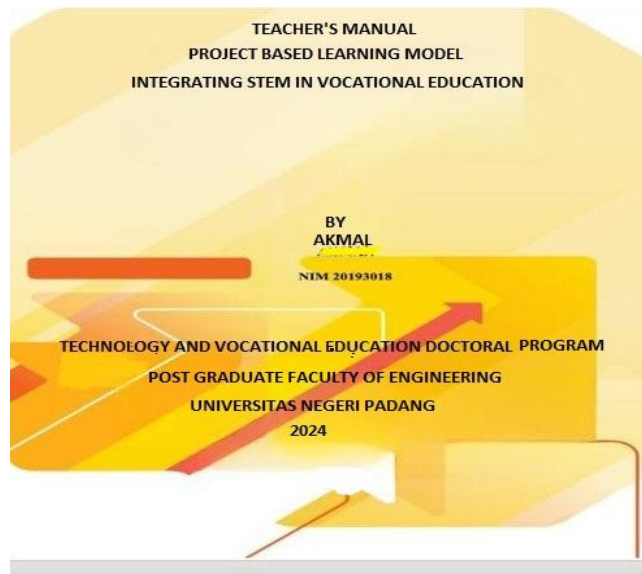 TEACHER'S MANUAL
PROJECT BASED LEARNING MODEL
INTEGRATING STEM IN VOCATIONAL EDUCATION
BY
AKMAL
NIM 20193018
TECHNOLOGY AND VOCATIONAL EDUCATION DOCTORAL PROGRAM
POST GRADUATE FACULTY OF ENGINEERING
UNIVERSITAS NEGERI PADANG
2024